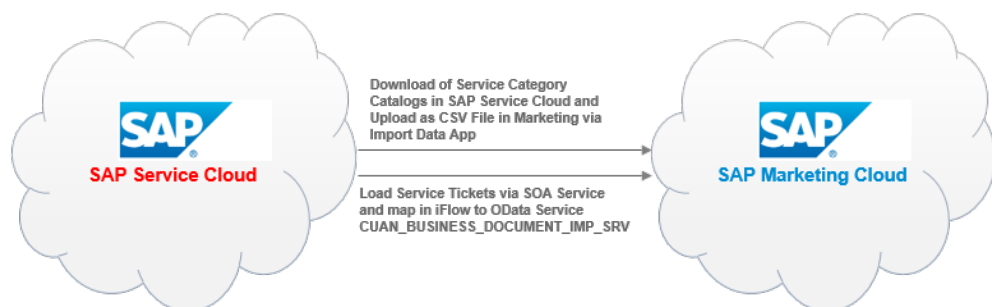 Download of Service Category
Catalogs in SAP Service Cloud and
Upload as CSV File in Marketing via
Import Data App
SAP®
SAP Service Cloud
SAP®
SAP Marketing Cloud
Load Service Tickets via SOA Service
and map in iFlow to OData Service
CUAN_BUSINESS_DOCUMENT_IMP_SRV